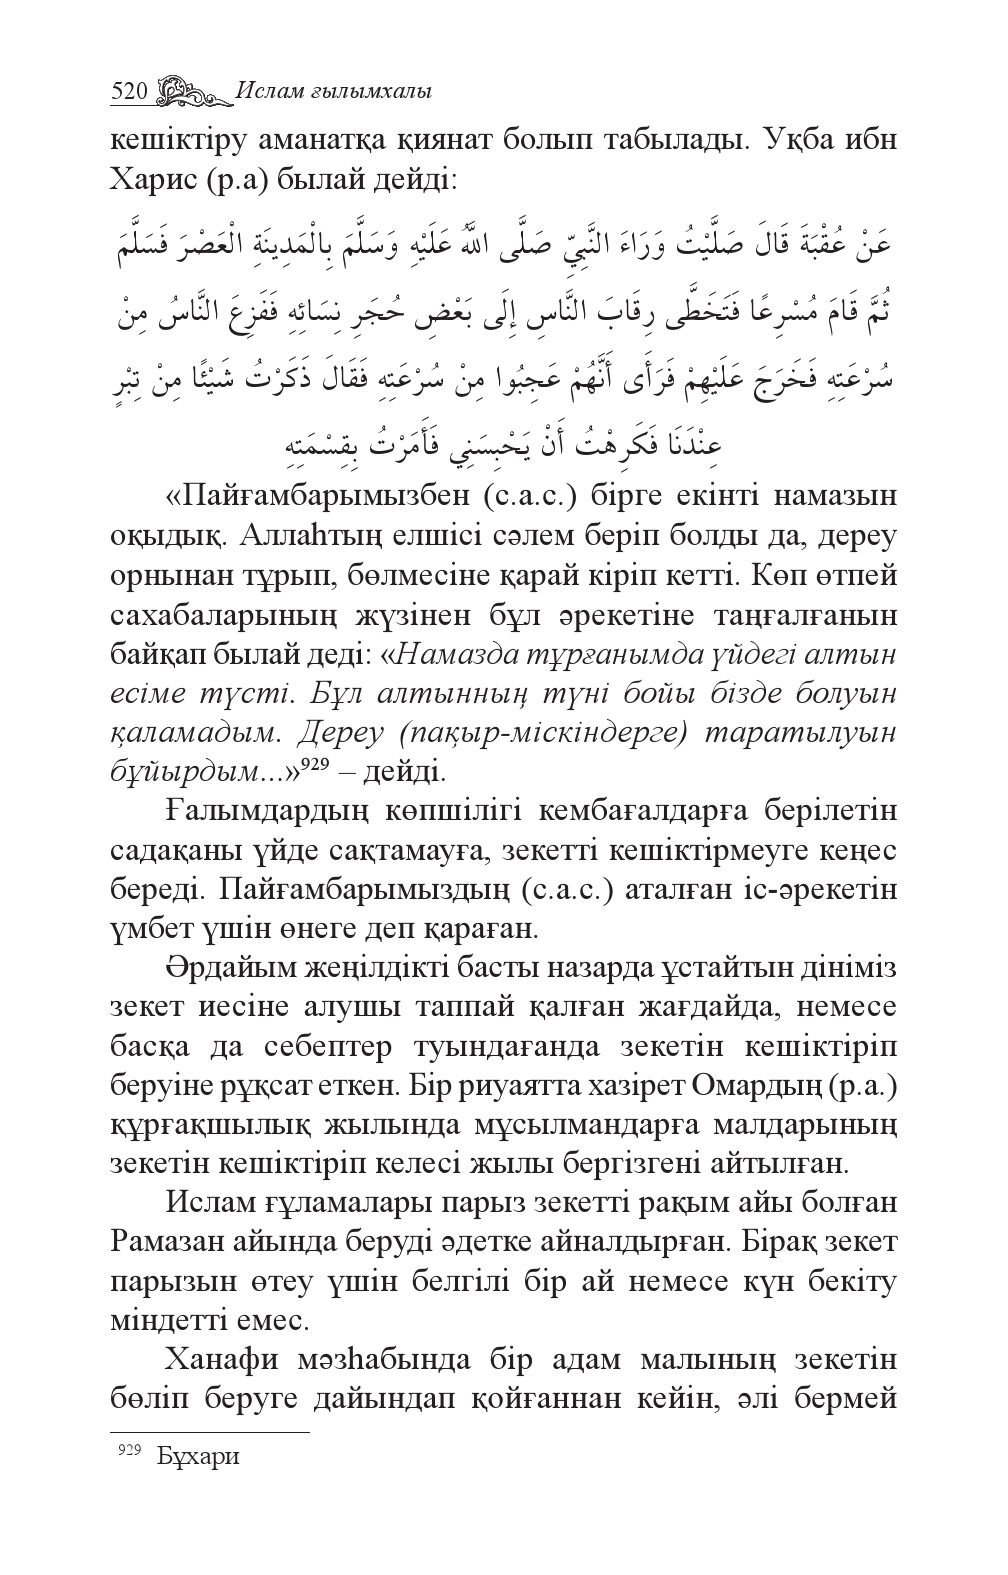 520 Ислам ғылымхалы
кешіктіру аманатқа қиянат болып табылады. Уқба ибн
Харис (р.а) былай дейді:
عَنْ عُقْبَةَ قَالَ صَلَّيْتُ وَرَاءَ النَّبِيِّ صَلَّى اللَّهُ عَلَيْهِ وَسَلَّمَ بِالْمَدِينَةِ الْعَصْرَ فَسَلَّمَ
ثُمَّ قَامَ مُسْرِعًا فَتَخَطَّى رِقَابَ النَّاسِ إِلَى بَعْضِ حُجَرِ نِسَائِهِ فَفَزِعَ النَّاسُ مِنْ
سُرْعَتِهِ فَخَرَجَ عَلَيْهِمْ فَرَأَى أَنَّهُمْ عَجِبُوا مِنْ سُرْعَتِهِ فَقَالَ ذَكَرْتُ شَيْئًا مِنْ تِبْرٍ
عِنْدَنَا فَكَرِهْتُ أَنْ يَحْبِسَنِي فَأَمَرْتُ بِقِسْمَتِهِ
«Пайғамбарымызбен (с.а.с.) бірге екінті намазын
оқыдық. Аллаһтың елшісі сәлем беріп болды да, дереу
орнынан тұрып, бөлмесіне қарай кіріп кетті. Көп өтпей
сахабаларының жүзінен бұл әрекетіне таңғалғанын
байқап былай деді: «Намазда тұрғанымда үйдегі алтын
есіме түсті. Бұл алтынның түні бойы бізде болуын
қаламадым. Дереу (пақыр-міскіндерге) таратылуын
бұйырдым...»⁹²⁹ – дейді.
Ғалымдардың көпшілігі кембағалдарға берілетін
садақаны үйде сақтамауға, зекетті кешіктірмеуге кеңес
береді. Пайғамбарымыздың (с.а.с.) аталған іс-әрекетін
үмбет үшін өнеге деп қараған.
Әрдайым жеңілдікті басты назарда ұстайтын дініміз
зекет иесіне алушы таппай қалған жағдайда, немесе
басқа да себептер туындағанда зекетін кешіктіріп
беруіне рұқсат еткен. Бір риуаятта хазірет Омардың (р.а.)
құрғақшылық жылында мұсылмандарға малдарының
зекетін кешіктіріп келесі жылы бергізгені айтылған.
Ислам ғұламалары парыз зекетті рақым айы болған
Рамазан айында беруді әдетке айналдырған. Бірақ зекет
парызын өтеу үшін белгілі бір ай немесе күн бекіту
міндетті емес.
Ханафи мәзһабында бір адам малының зекетін
бөліп беруге дайындап қойғаннан кейін, әлі бермей
⁹²⁹ Бұхари